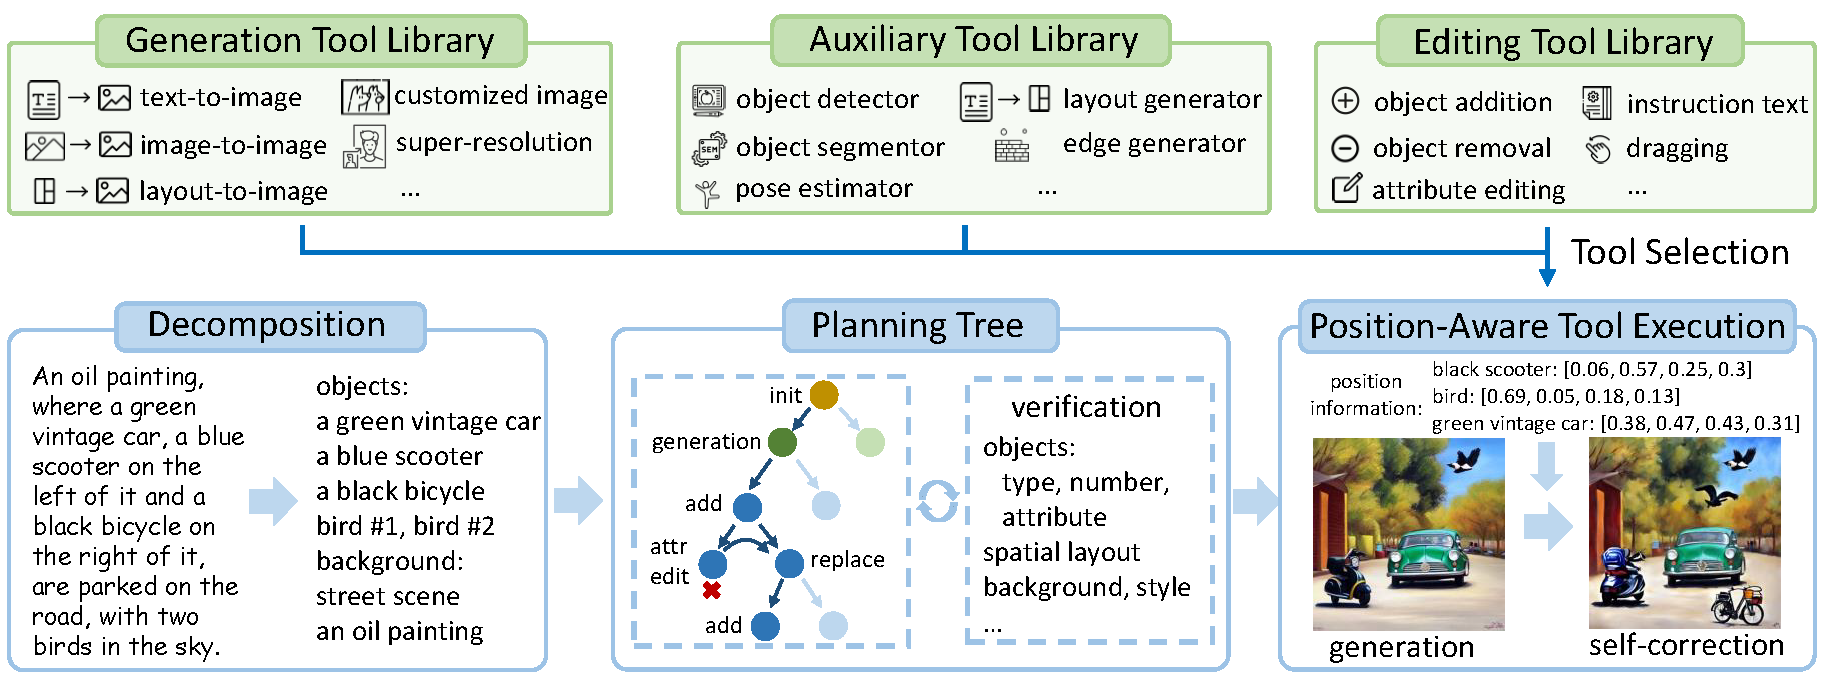 Generation Tool Library
text-to-image
customized image
image-to-image
super-resolution
layout-to-image
...
Auxiliary Tool Library
object detector
layout generator
object segmentor
SEM
edge generator
pose estimator
...
Editing Tool Library
object addition
instruction text
object removal
dragging
attribute editing
...
Tool Selection
Decomposition
An oil painting,
where a green
vintage car, a blue
scooter on the
left of it and a
black bicycle on
the right of it,
are parked on the
road, with two
birds in the sky.
objects:
a green vintage car
a blue scooter
a black bicycle
bird #1, bird #2
background:
street scene
an oil painting
Planning Tree
init
generation
add
attr
edit
replace
add
verification
objects:
type, number,
attribute
spatial layout
background, style
...
Position-Aware Tool Execution
position
information:
black scooter: [0.06, 0.57, 0.25, 0.3]
bird: [0.69, 0.05, 0.18, 0.13]
green vintage car: [0.38, 0.47, 0.43, 0.31]
generation
self-correction